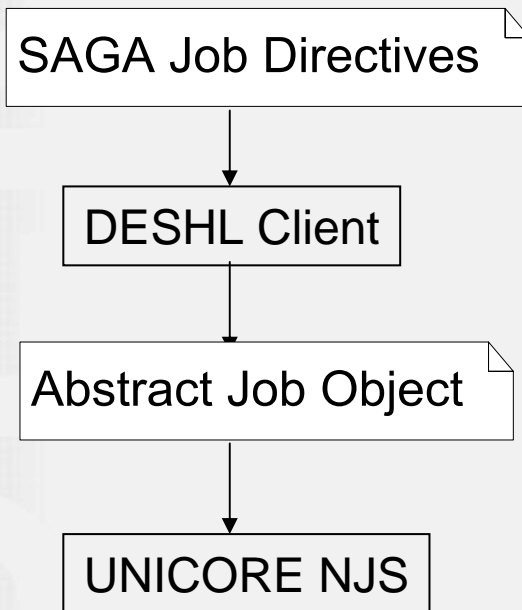 SAGA Job Directives
DESHL Client
Abstract Job Object
UNICORE NJS